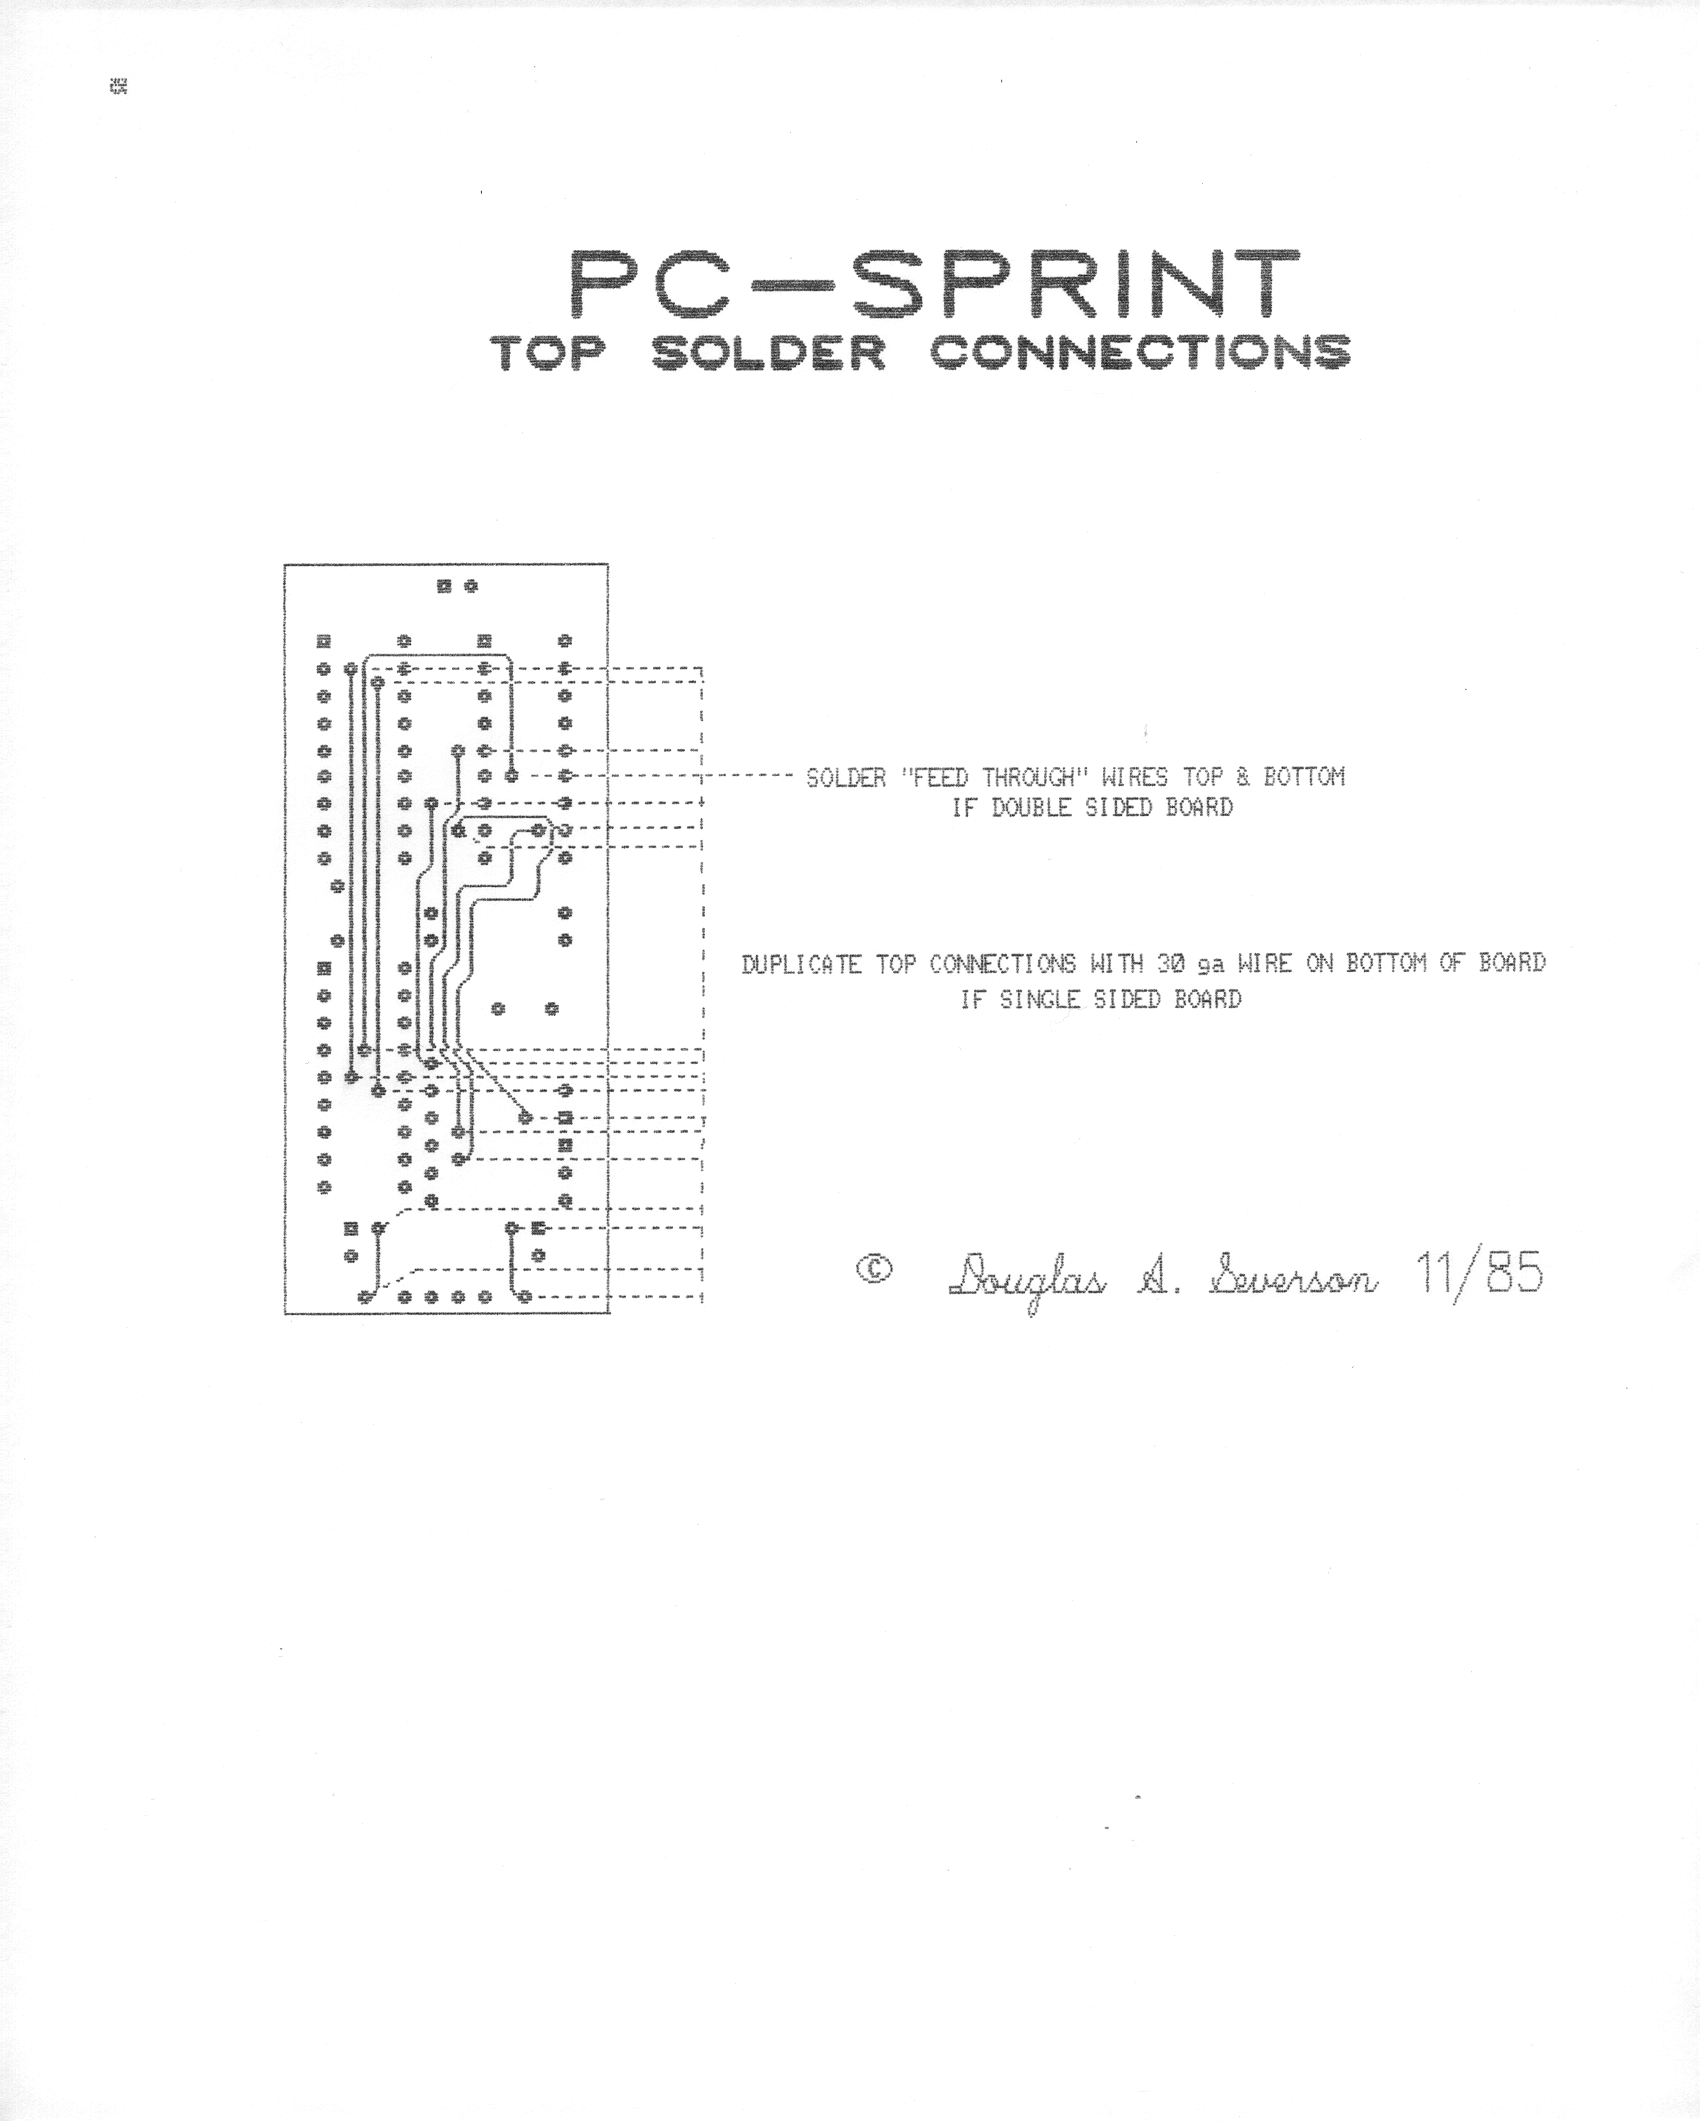 PC-SPRINT
TOP SOLDER CONNECTIONS
SOLDER "FEED THROUGH" WIRES TOP & BOTTOM
IF DOUBLE SIDED BOARD
DUPLICATE TOP CONNECTIONS WITH 30 ga WIRE ON BOTTOM OF BOARD
IF SINGLE SIDED BOARD
© Douglas A. Severson 11/85